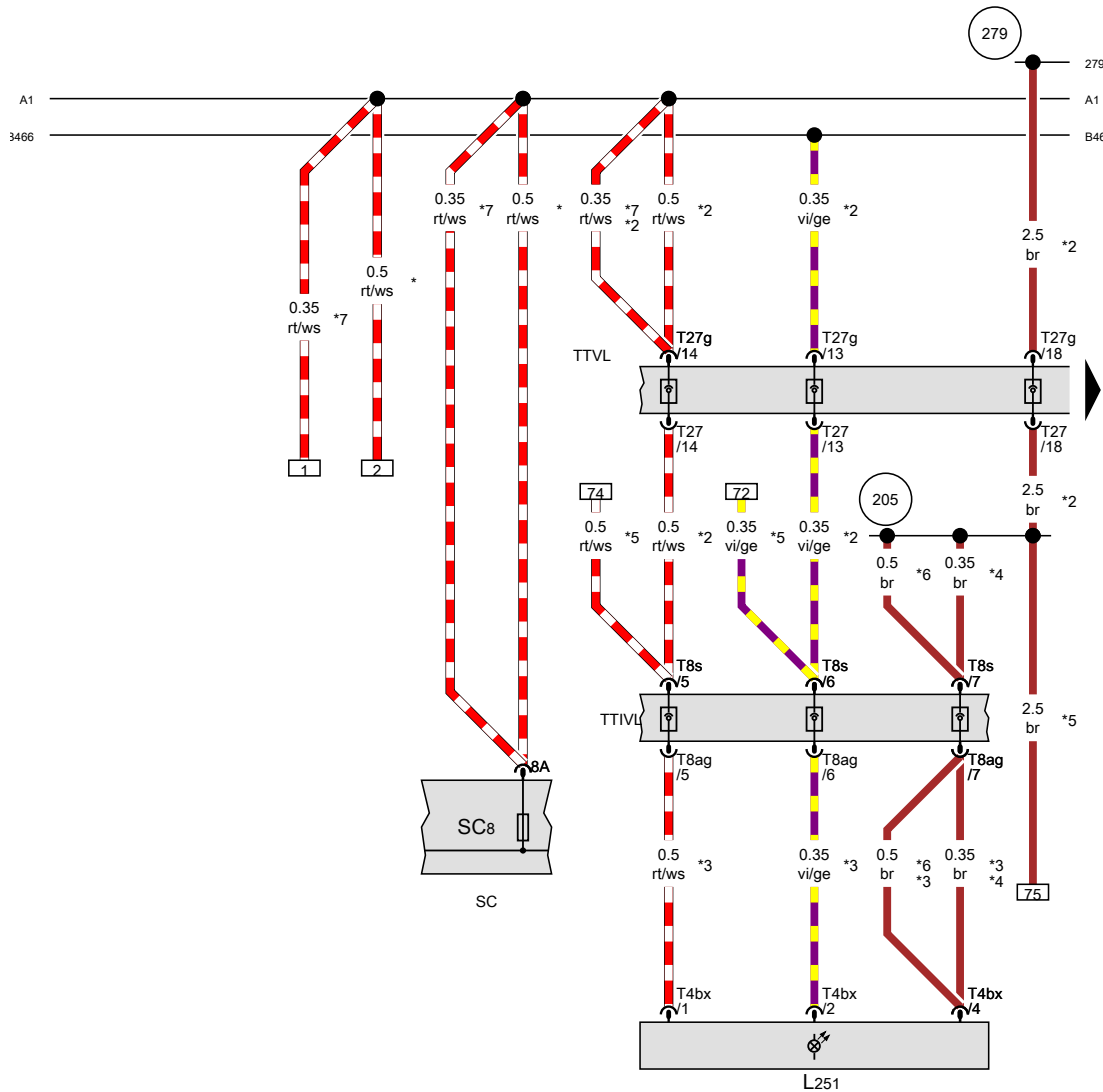 279
279
A1
A1
B466
B46
0.35
rt/ws
*7
0.5
rt/ws
*
0.35
rt/ws
*7
*2
0.5
rt/ws
*2
0.35
vi/ge
*2
2.5
br
*2
0.5
rt/ws
*
0.35
rt/ws
*7
TTVL
T27g
/14
T27g
/13
T27g
/18
T27
/14
T27
/13
T27
/18
1
2
74
72
205
2.5
br
*2
0.5
rt/ws
*5
0.5
rt/ws
*2
0.35
vi/ge
*5
0.35
vi/ge
*2
0.5
br
*6
0.35
br
*4
T8s
/5
T8s
/6
T8s
/7
TTIVL
2.5
br
*5
8A
T8ag
/5
T8ag
/6
T8ag
/7
SC8
SC
0.5
rt/ws
*3
0.35
vi/ge
*3
0.5
br
*6
*3
0.35
br
*3
*4
75
T4bx
/1
T4bx
/2
T4bx
/4
L251